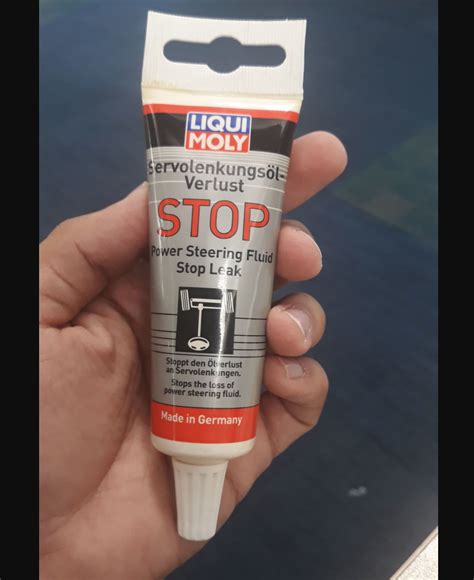 LIQUI
MOLY
Servolenkungsöl-
Verlust
STOP
Power Steering Fluid
Stop Leak
Stoppt den Ölverlust
an Servolenkungen.
Stops the loss of
power steering fluid.
Made in Germany